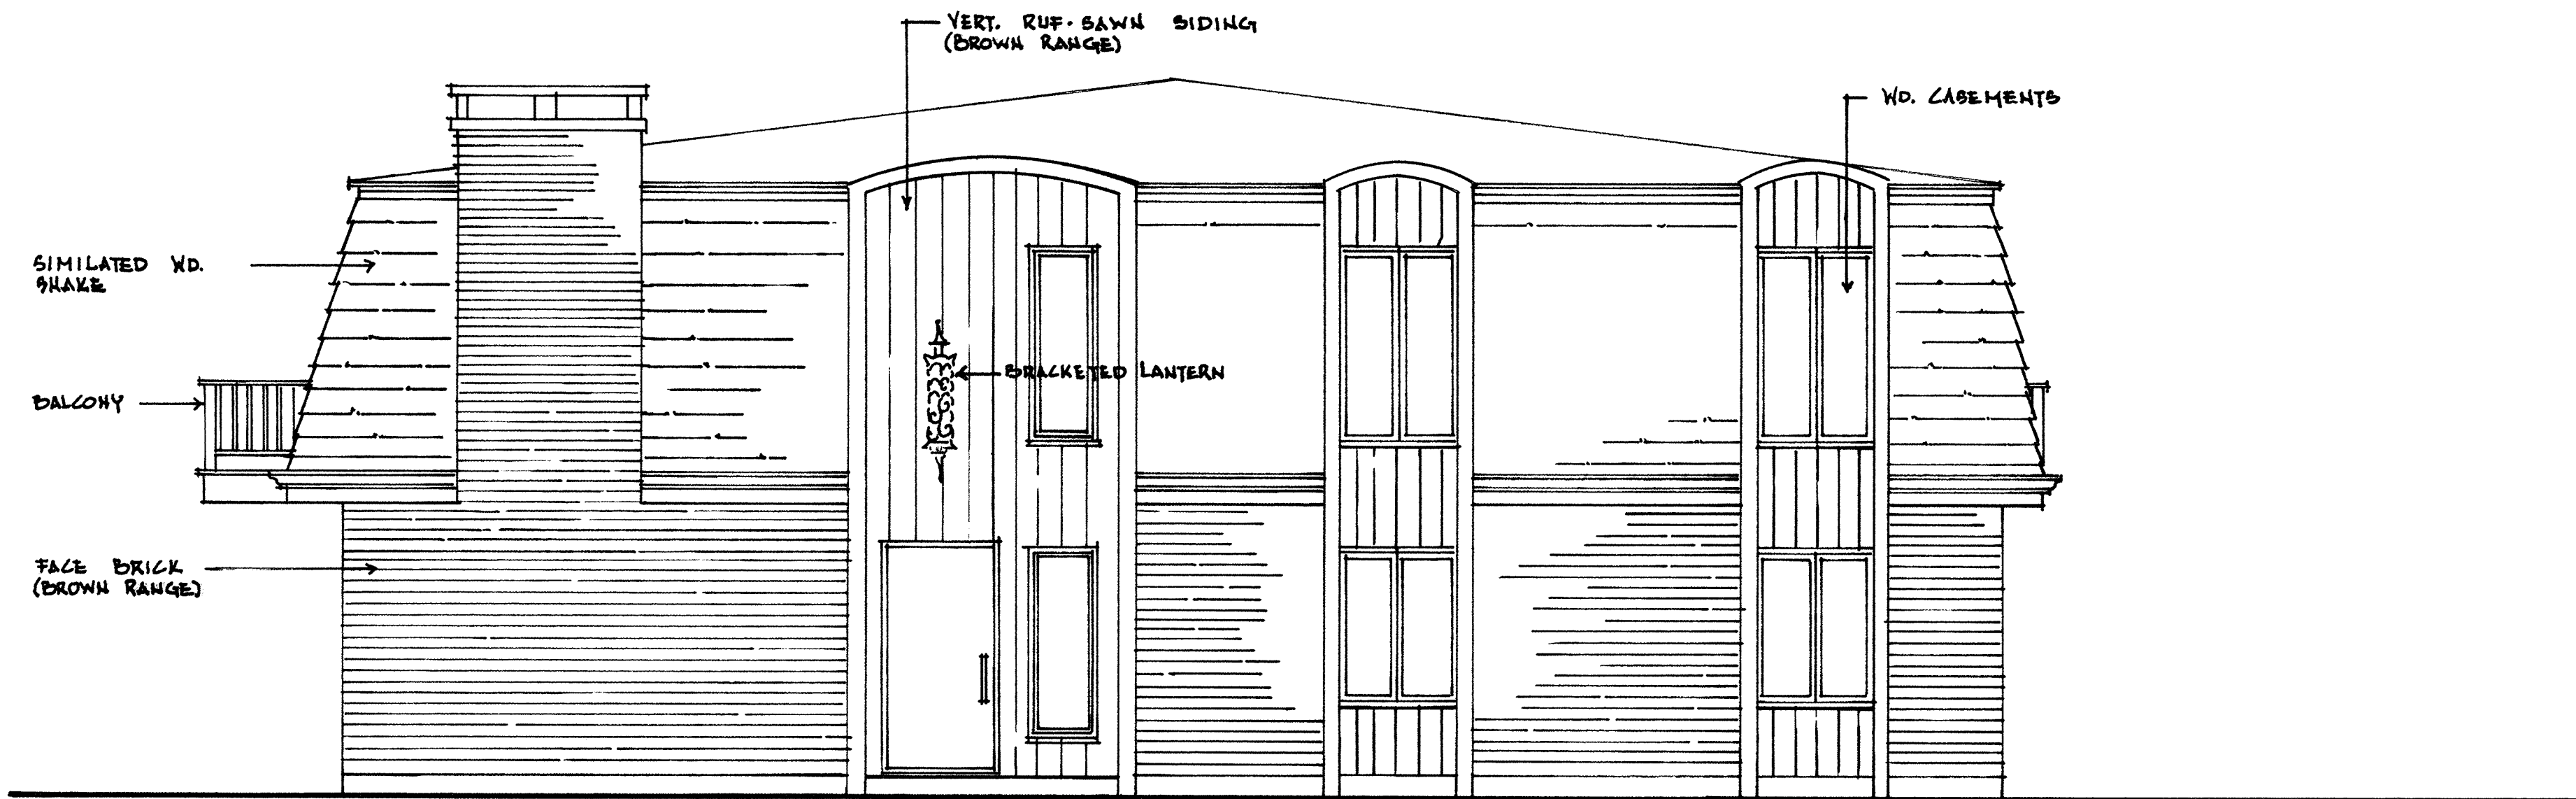 VERT. RUF-SAWN SIDING
(BROWN RANGE)
WD. CASEMENTS
SIMILATED WD.
SHAKE
BRACKETED LANTERN
BALCONY
FACE BRICK
(BROWN RANGE)